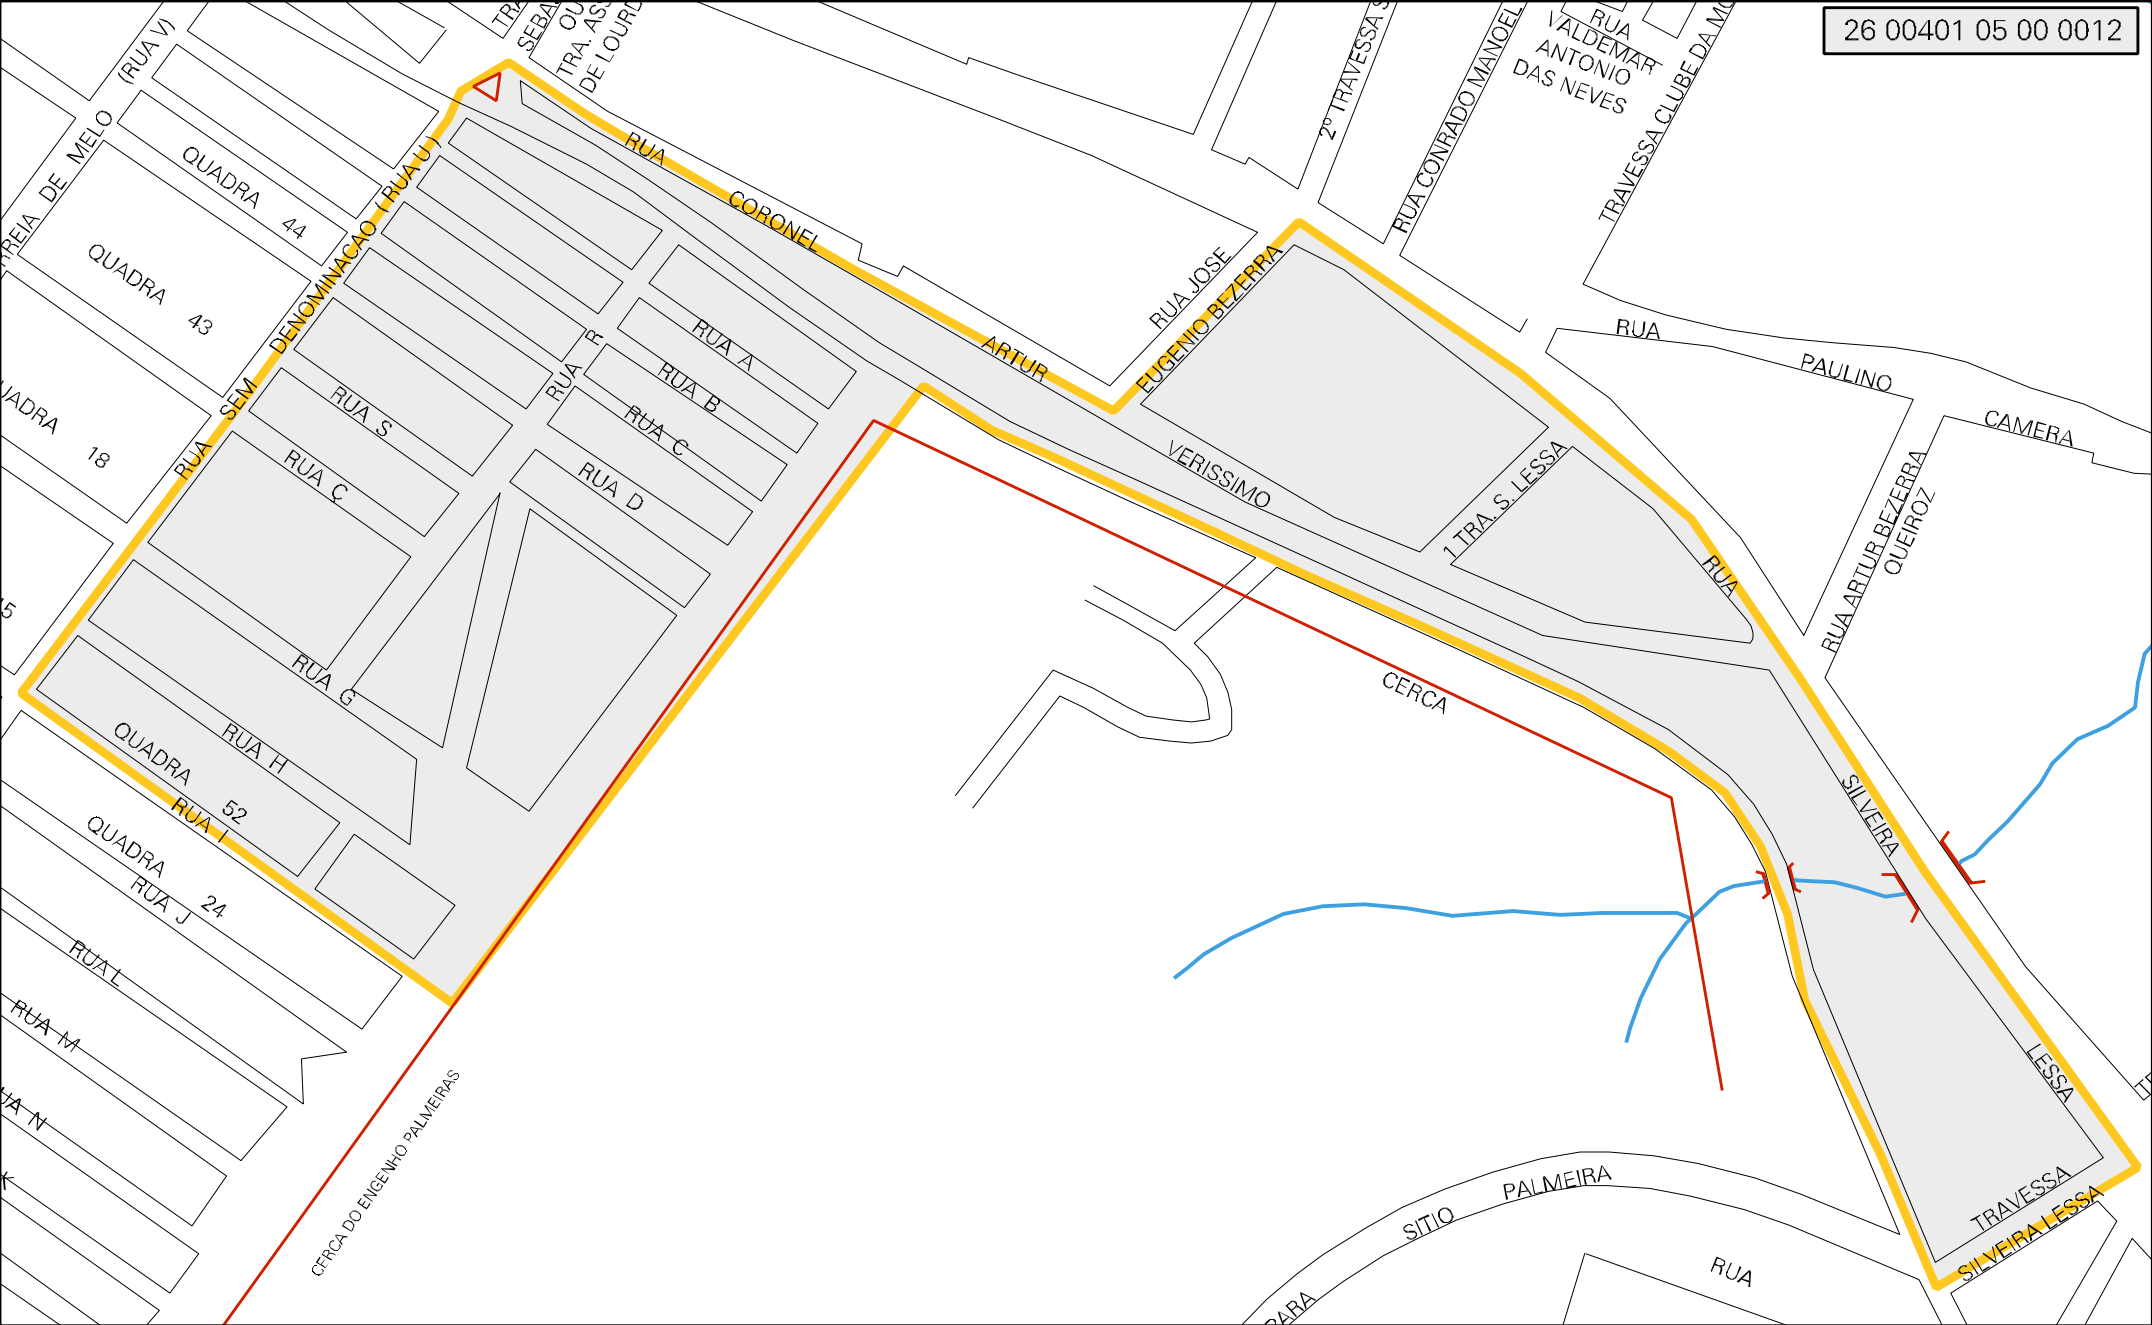 26 00401 05 00 0012
RUA
VALDEMAR
ANTONIO
DAS NEVES
DE LOURD
2º TRAVESSA S
RUA CONRADO MANOEL
TRAVESSA CLUBE DA MO
(RUA V)
DE MELO
QUADRA 44
QUADRA 43
18
RUA SEM DENOMINACAO (RUA U)
RUA CORONEL ARTUR VERISSIMO
RUA JOSE
EUGENIO BEZERRA
RUA PAULINO CAMERA
RUA ARTUR BEZERRA
QUEIROZ
RUA R
RUA A
RUA B
RUA C
RUA D
RUA S
RUA Ç
1 TRA. S. LESSA
RUA SILVEIRA LESSA
RUA G
RUA H
QUADRA 52
RUA I
QUADRA 24
RUA J
RUA L
RUA M
CERCA
CERCA DO ENGENHO PALMEIRAS
TRAVESSA
SILVEIRA LESSA
PARA SITIO PALMEIRA
RUA